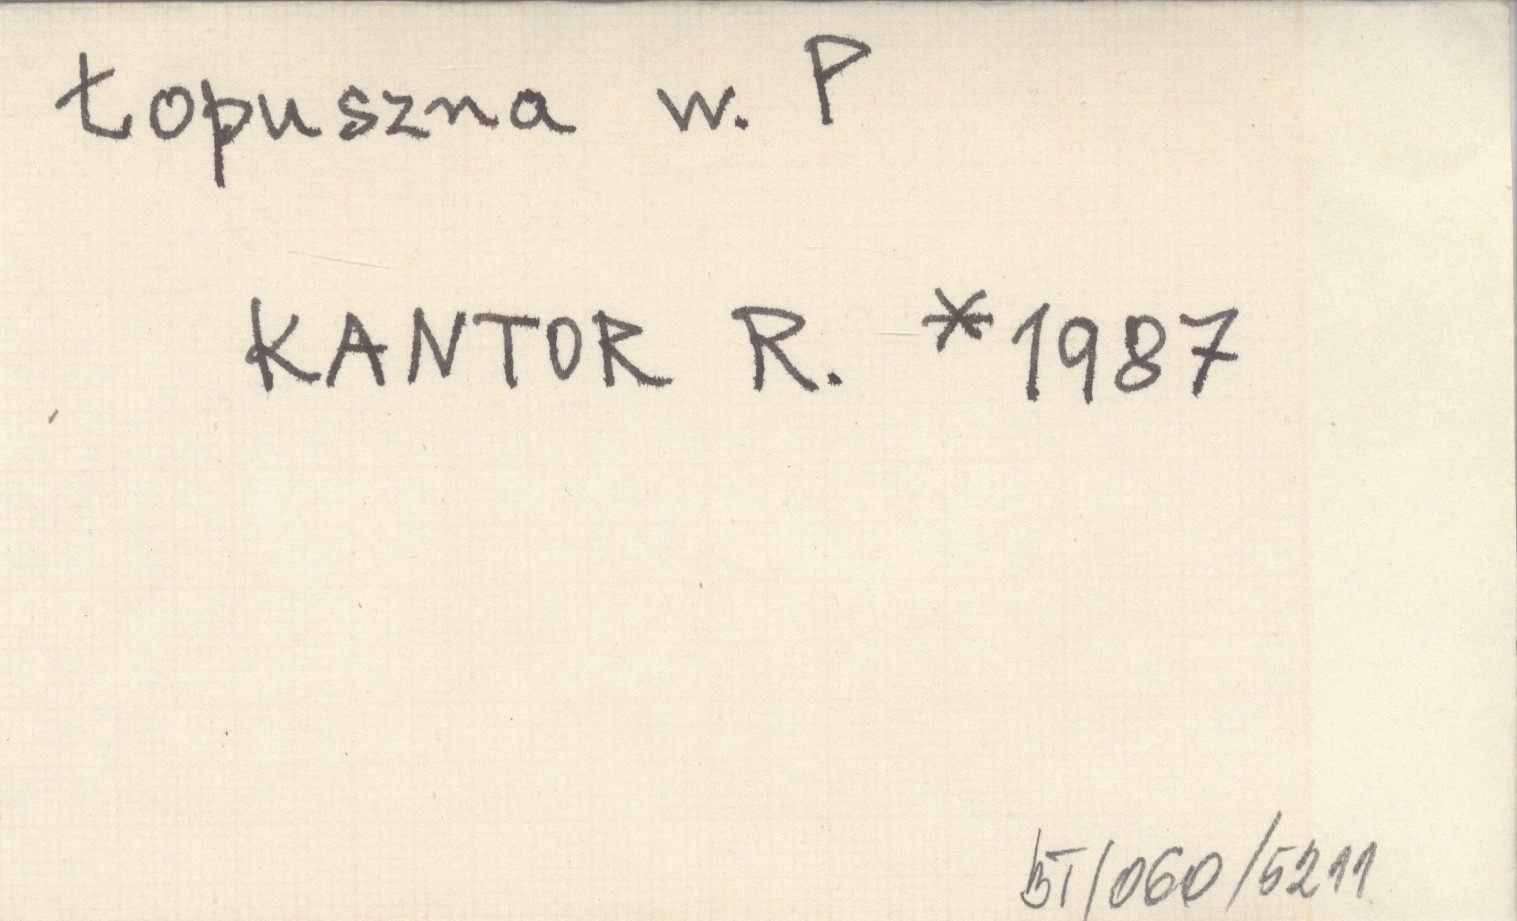 Łopuszna w. P
KANTOR R. *1987
BT/060/5211